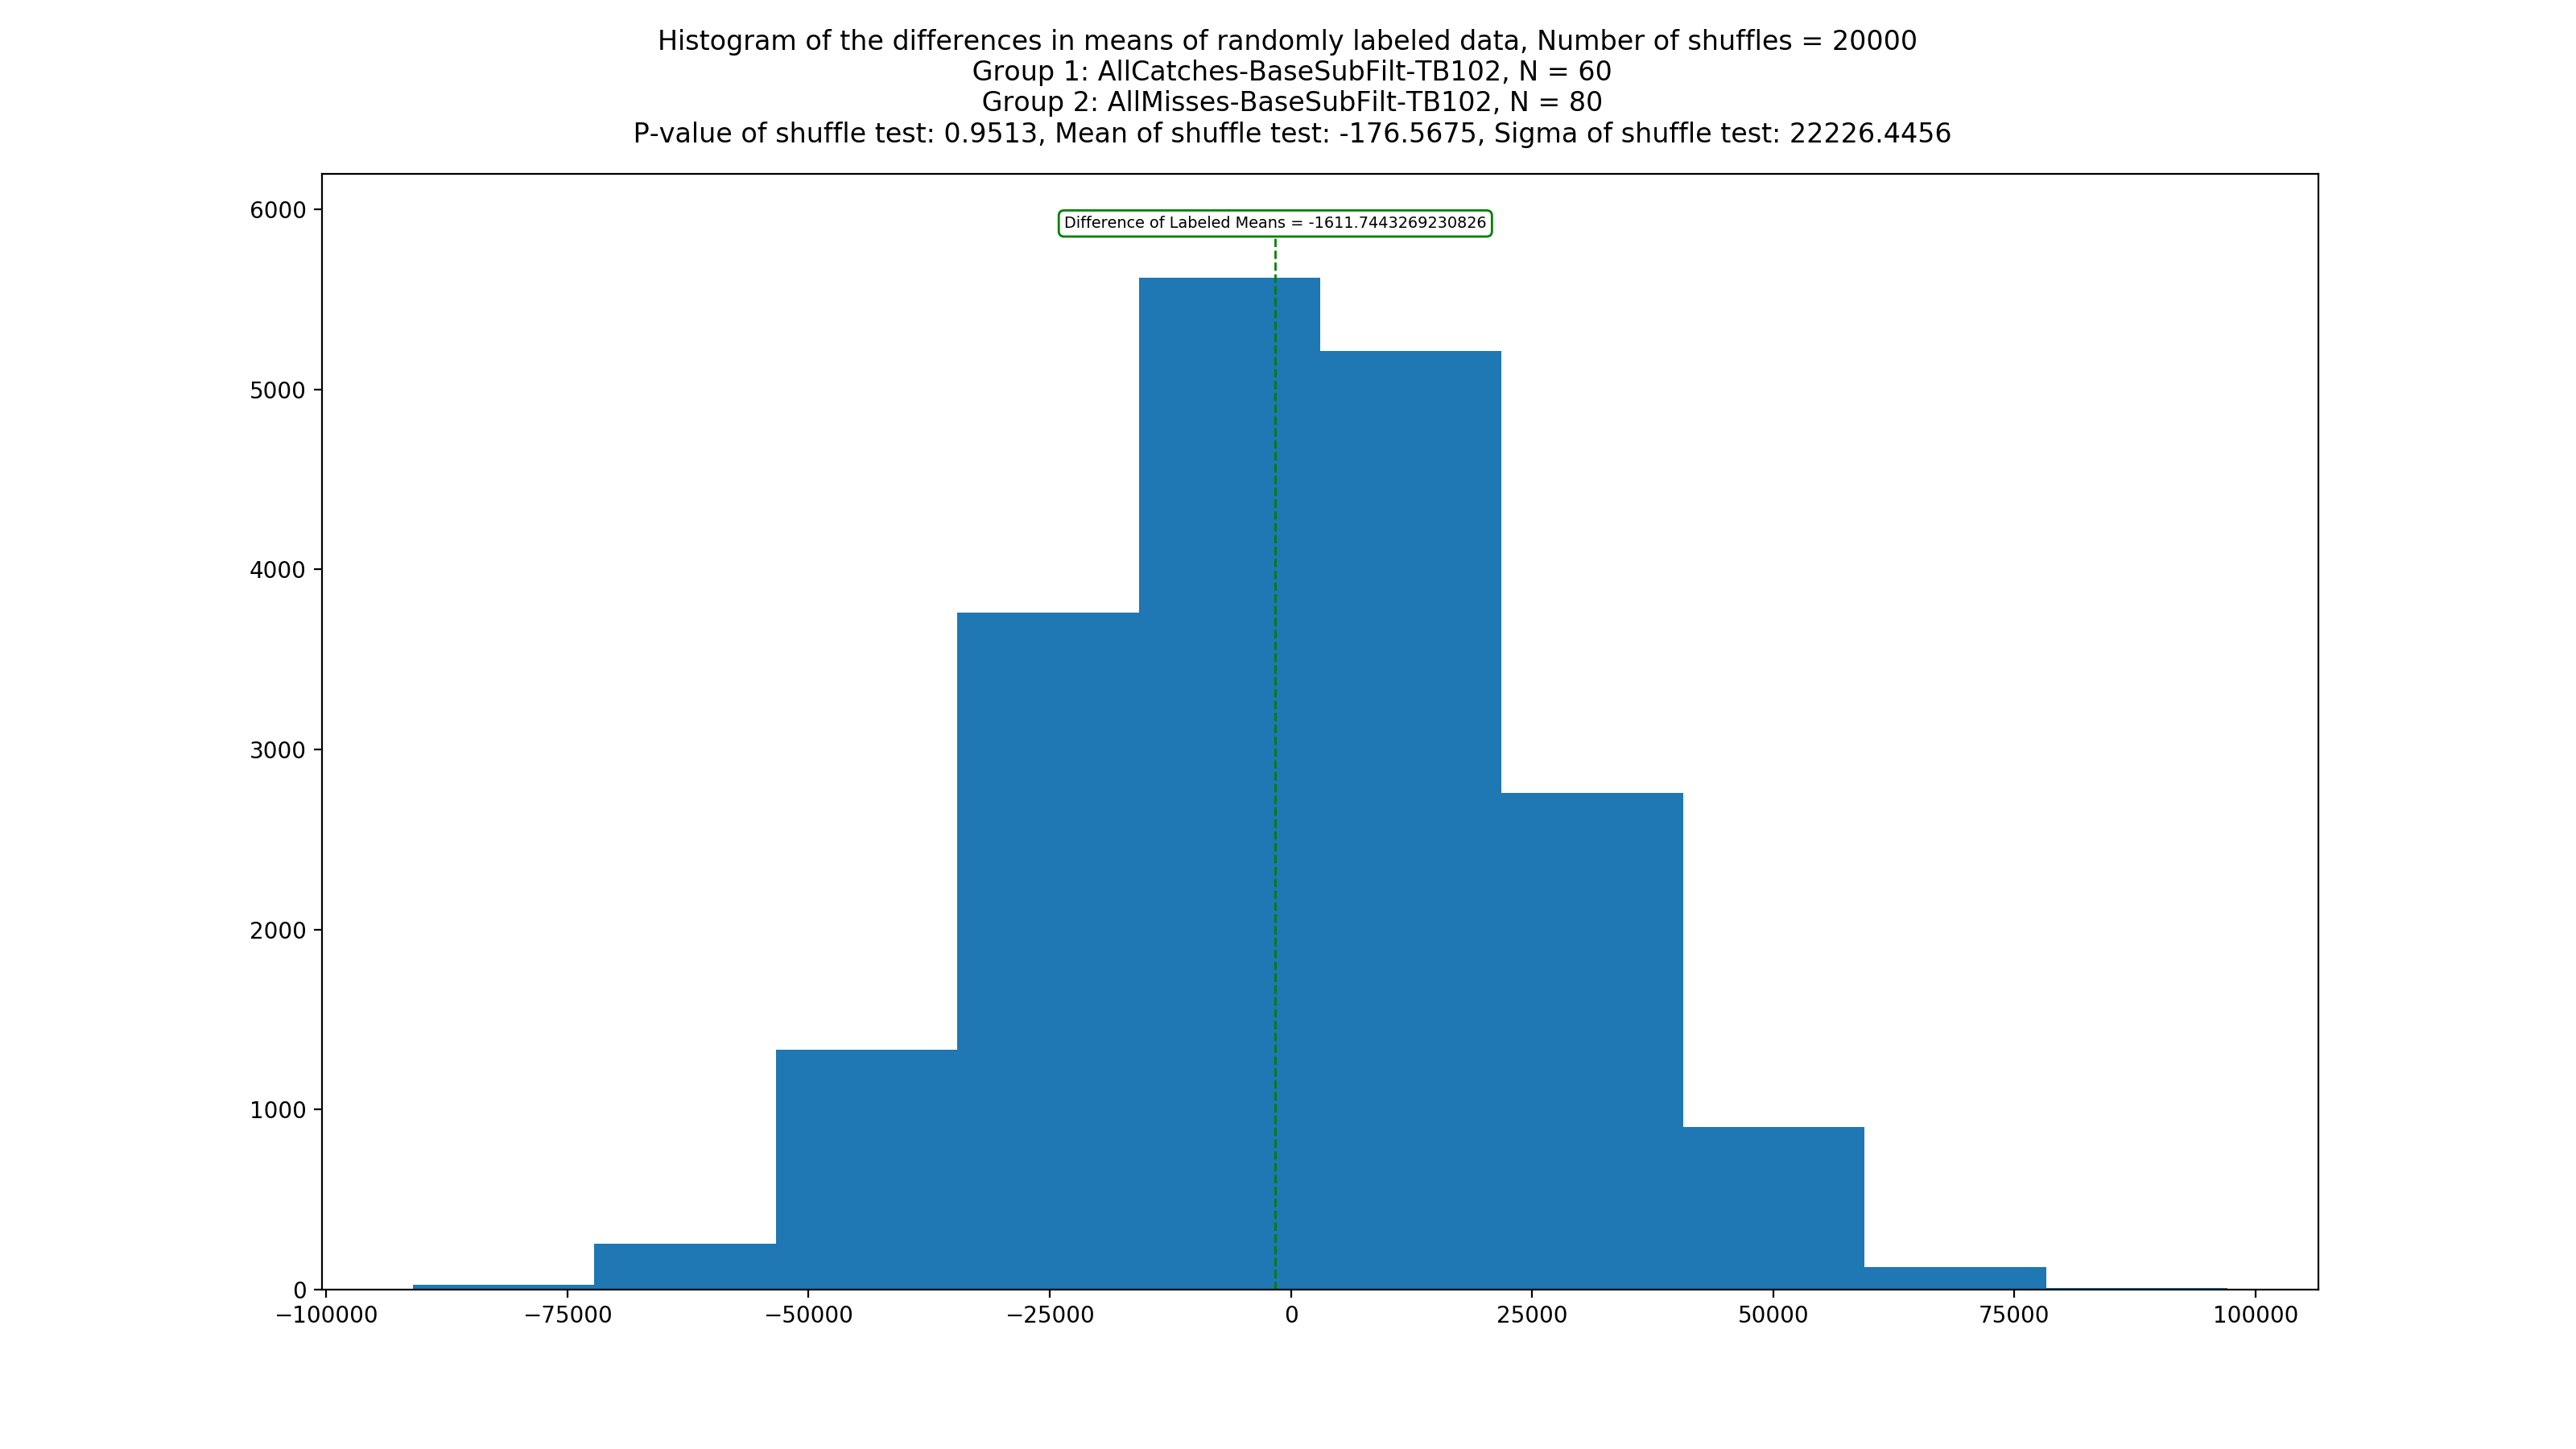 Histogram of the differences in means of randomly labeled data, Number of shuffles = 20000
Group 1: AllCatches-BaseSubFilt-TB102, N = 60
Group 2: AllMisses-BaseSubFilt-TB102, N = 80
P-value of shuffle test: 0.9513, Mean of shuffle test: -176.5675, Sigma of shuffle test: 22226.4456
6000
Difference of Labeled Means = -1611.7443269230826
5000
4000
3000
2000
1000
0
−100000 −75000 −50000 −25000 0 25000 50000 75000 100000